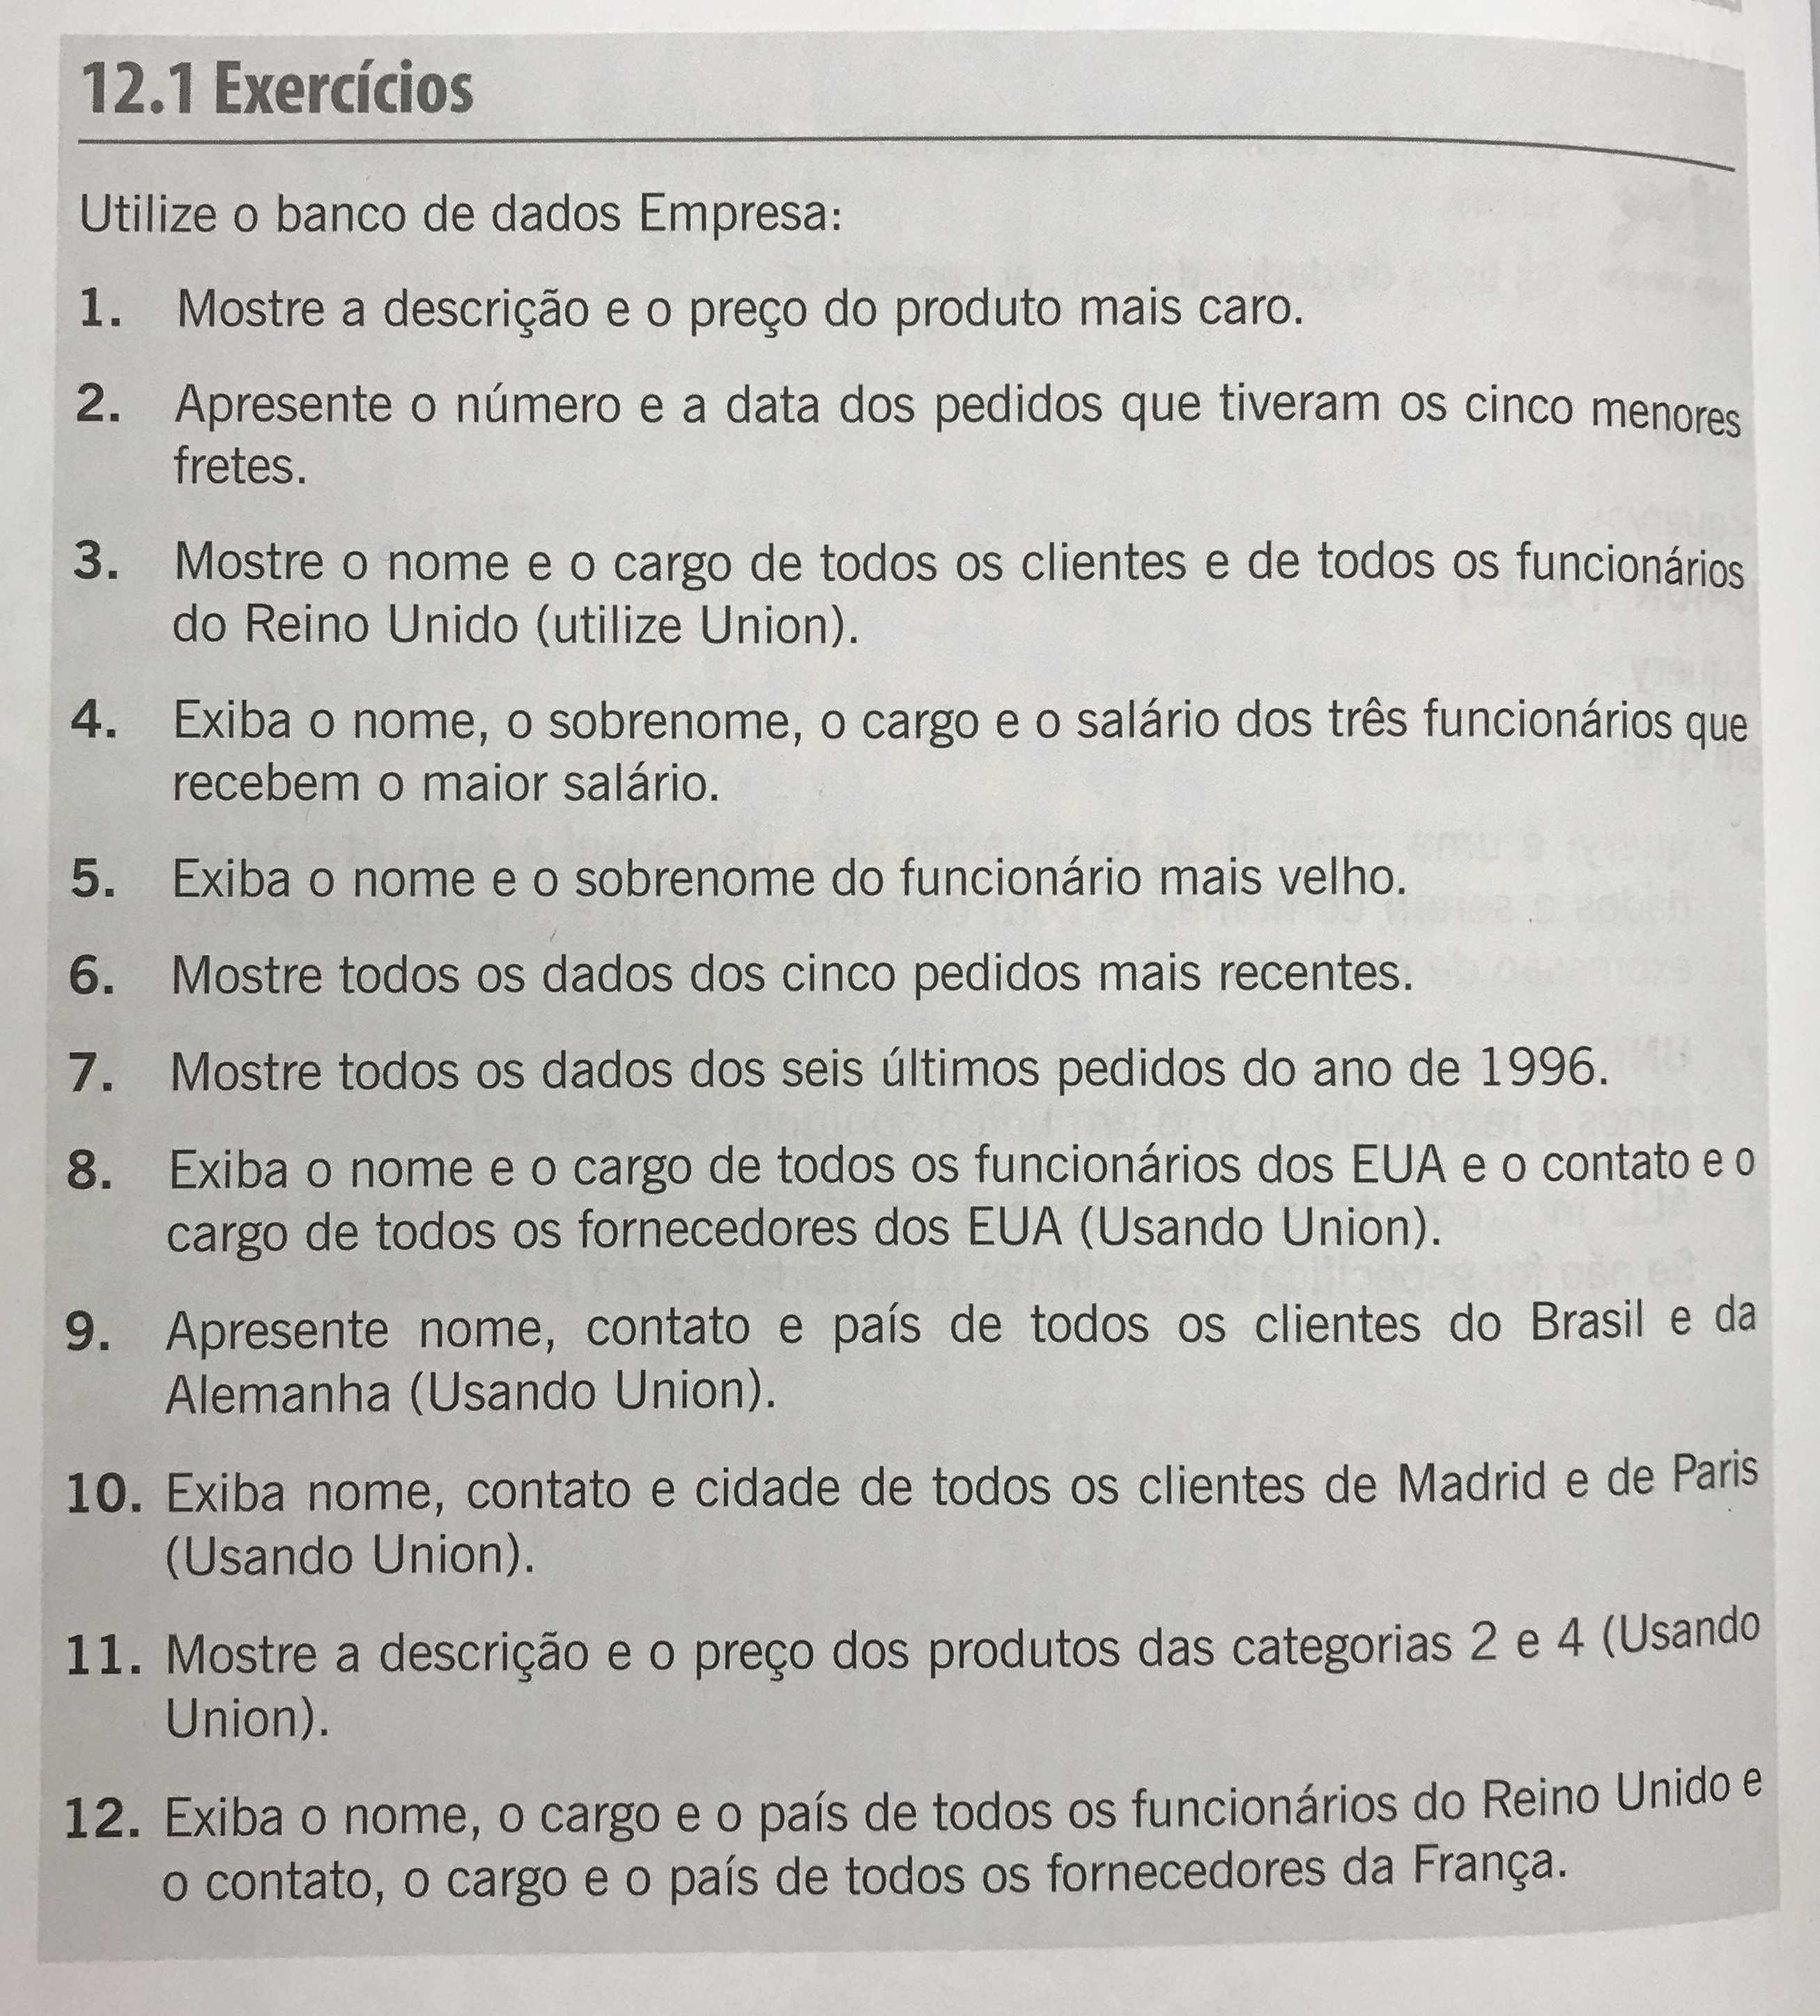 12.1 Exercícios
Utilize o banco de dados Empresa:
1. Mostre a descrição e o preço do produto mais caro.
2. Apresente o número e a data dos pedidos que tiveram os cinco menores
fretes.
3. Mostre o nome e o cargo de todos os clientes e de todos os funcionários
do Reino Unido (utilize Union).
4. Exiba o nome, o sobrenome, o cargo e o salário dos três funcionários que
recebem o maior salário.
5. Exiba o nome e o sobrenome do funcionário mais velho.
6. Mostre todos os dados dos cinco pedidos mais recentes.
7. Mostre todos os dados dos seis últimos pedidos do ano de 1996.
8. Exiba o nome e o cargo de todos os funcionários dos EUA e o contato e o
cargo de todos os fornecedores dos EUA (Usando Union).
9. Apresente nome, contato e país de todos os clientes do Brasil e da
Alemanha (Usando Union).
10. Exiba nome, contato e cidade de todos os clientes de Madrid e de Paris
(Usando Union).
11. Mostre a descrição e o preço dos produtos das categorias 2 e 4 (Usando
Union).
12. Exiba o nome, o cargo e o país de todos os funcionários do Reino Unido e
o contato, o cargo e o país de todos os fornecedores da França.